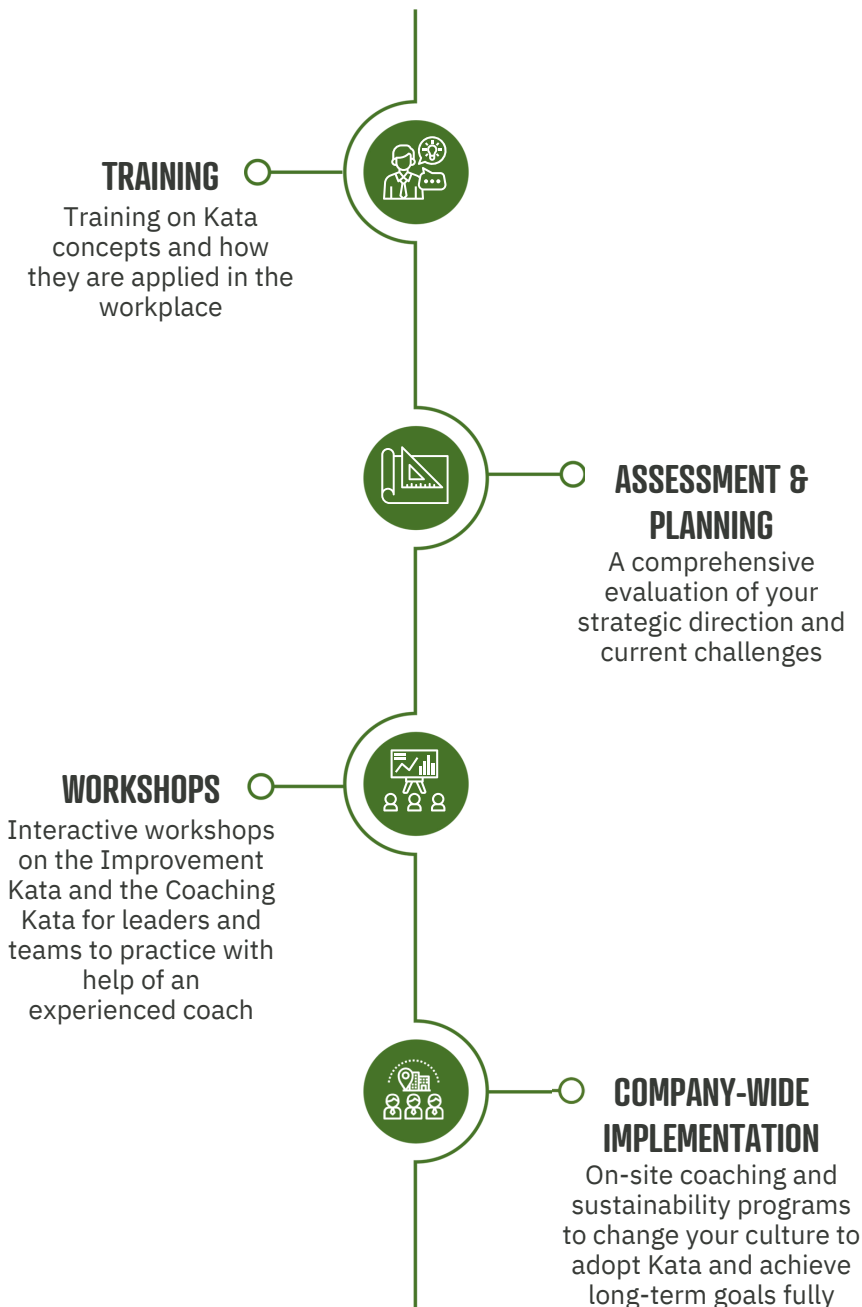 TRAINING
Training on Kata
concepts and how
they are applied in the
workplace
ASSESSMENT &
PLANNING
A comprehensive
evaluation of your
strategic direction and
current challenges
WORKSHOPS
Interactive workshops
on the Improvement
Kata and the Coaching
Kata for leaders and
teams to practice with
help of an
experienced coach
COMPANY-WIDE
IMPLEMENTATION
On-site coaching and
sustainability programs
to change your culture to
adopt Kata and achieve
long-term goals fully